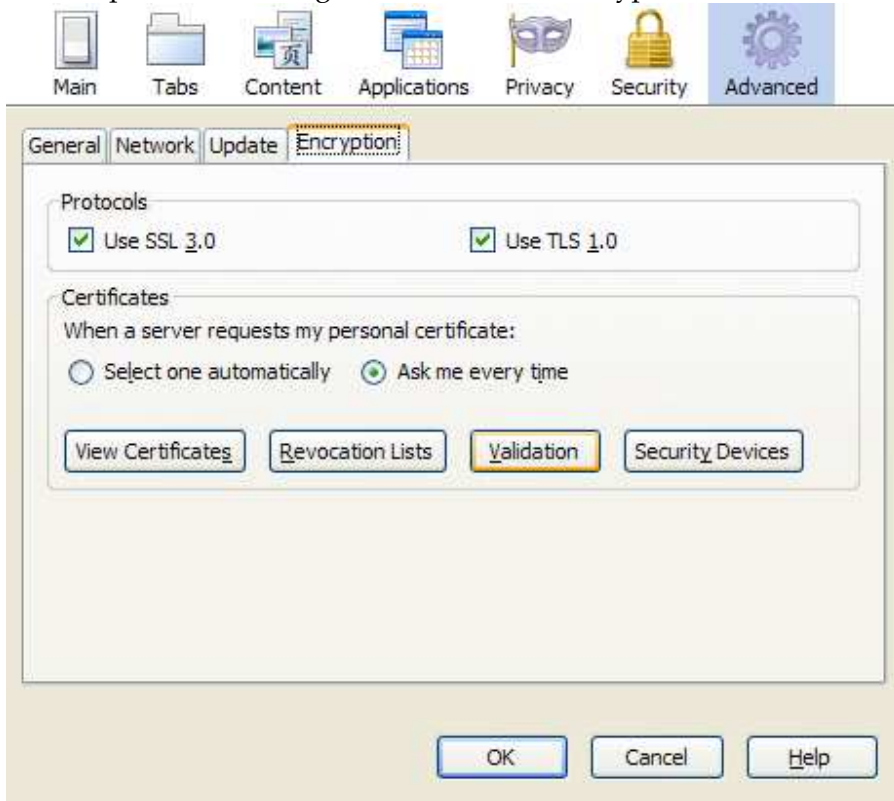 Main Tabs Content Applications Privacy Security Advanced
General Network Update Encryption
Protocols
Use SSL 3.0 Use TLS 1.0
Certificates
When a server requests my personal certificate:
Select one automatically Ask me every time
View Certificates Revocation Lists Validation Security Devices
OK Cancel Help